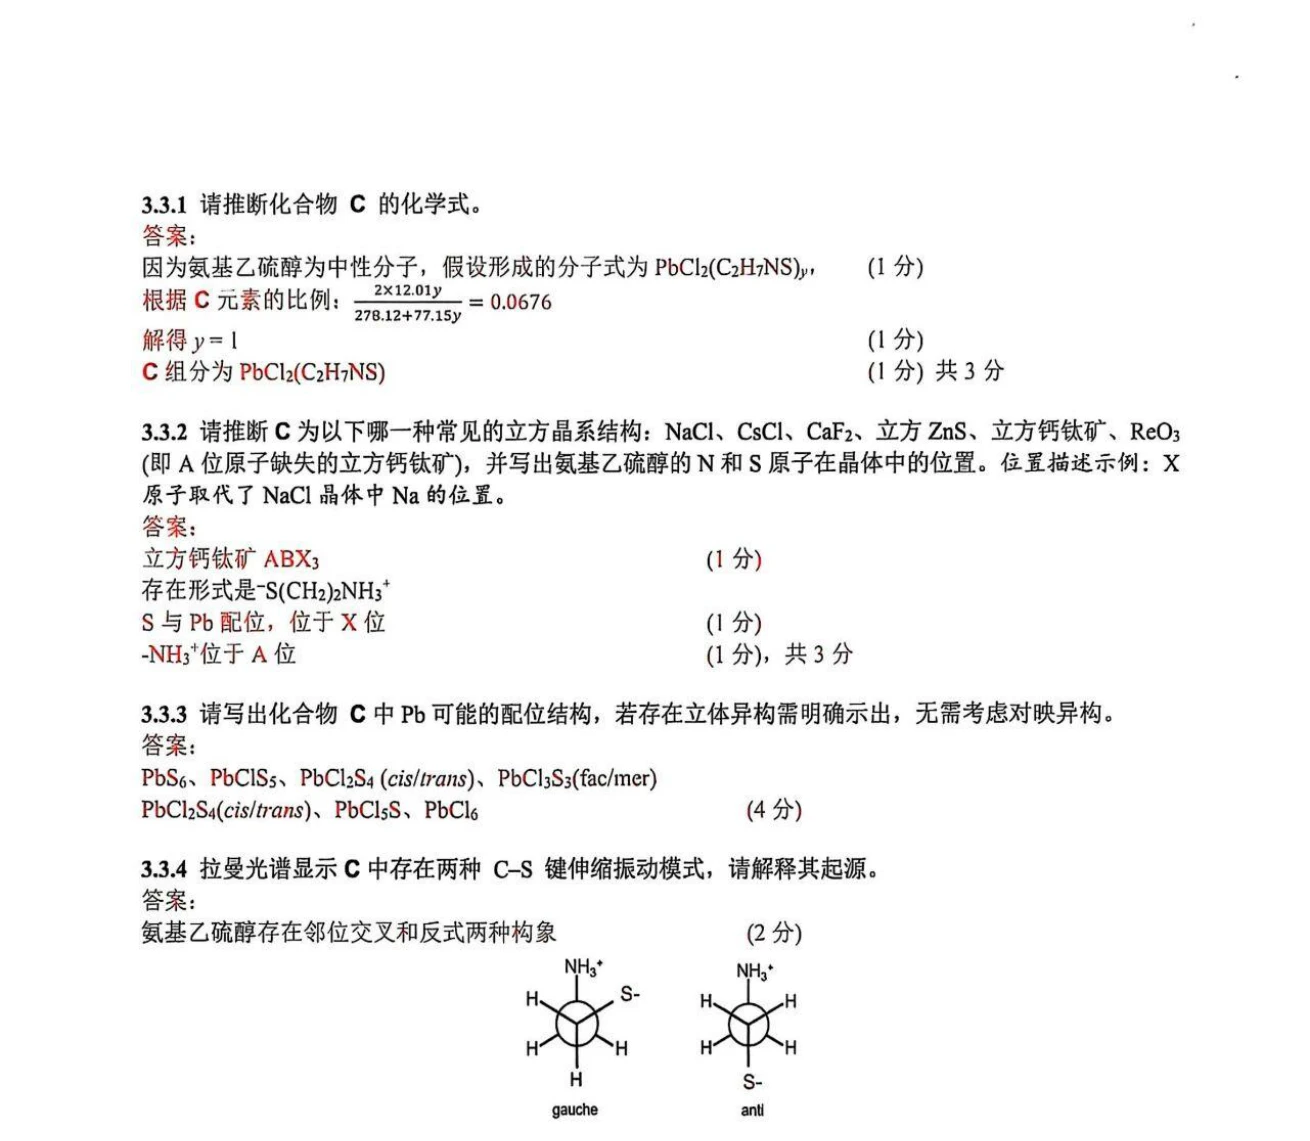 3.3.1 请推断化合物 C 的化学式。
答案：
因为氨基乙硫醇为中性分子，假设形成的分子式为 PbCl₂(C₂H₇NS)y， (1 分)
根据 C 元素的比例：2×12.01y/278.12+77.15y = 0.0676
解得 y = 1 (1 分)
C 组分为 PbCl₂(C₂H₇NS) (1 分) 共 3 分
3.3.2 请推断 C 为以下哪一种常见的立方晶系结构：NaCl、CsCl、CaF₂、立方 ZnS、立方钙钛矿、ReO₃
(即 A 位原子缺失的立方钙钛矿)，并写出氨基乙硫醇的 N 和 S 原子在晶体中的位置。位置描述示例：X
原子取代了 NaCl 晶体中 Na 的位置。
答案：
立方钙钛矿 ABX₃ (1 分)
存在形式是⁻S(CH₂)₂NH₃⁺
S 与 Pb 配位，位于 X 位 (1 分)
-NH₃⁺位于 A 位 (1 分)，共 3 分
3.3.3 请写出化合物 C 中 Pb 可能的配位结构，若存在立体异构需明确示出，无需考虑对映异构。
答案：
PbS₆、PbClS₅、PbCl₂S₄ (cis/trans)、PbCl₃S₃(fac/mer)
PbCl₂S₄(cis/trans)、PbCl₅S、PbCl₆ (4 分)
3.3.4 拉曼光谱显示 C 中存在两种 C–S 键伸缩振动模式，请解释其起源。
答案：
氨基乙硫醇存在邻位交叉和反式两种构象 (2 分)
NH₃⁺ NH₃⁺
H S- H H
H H H H
H S-
gauche anti